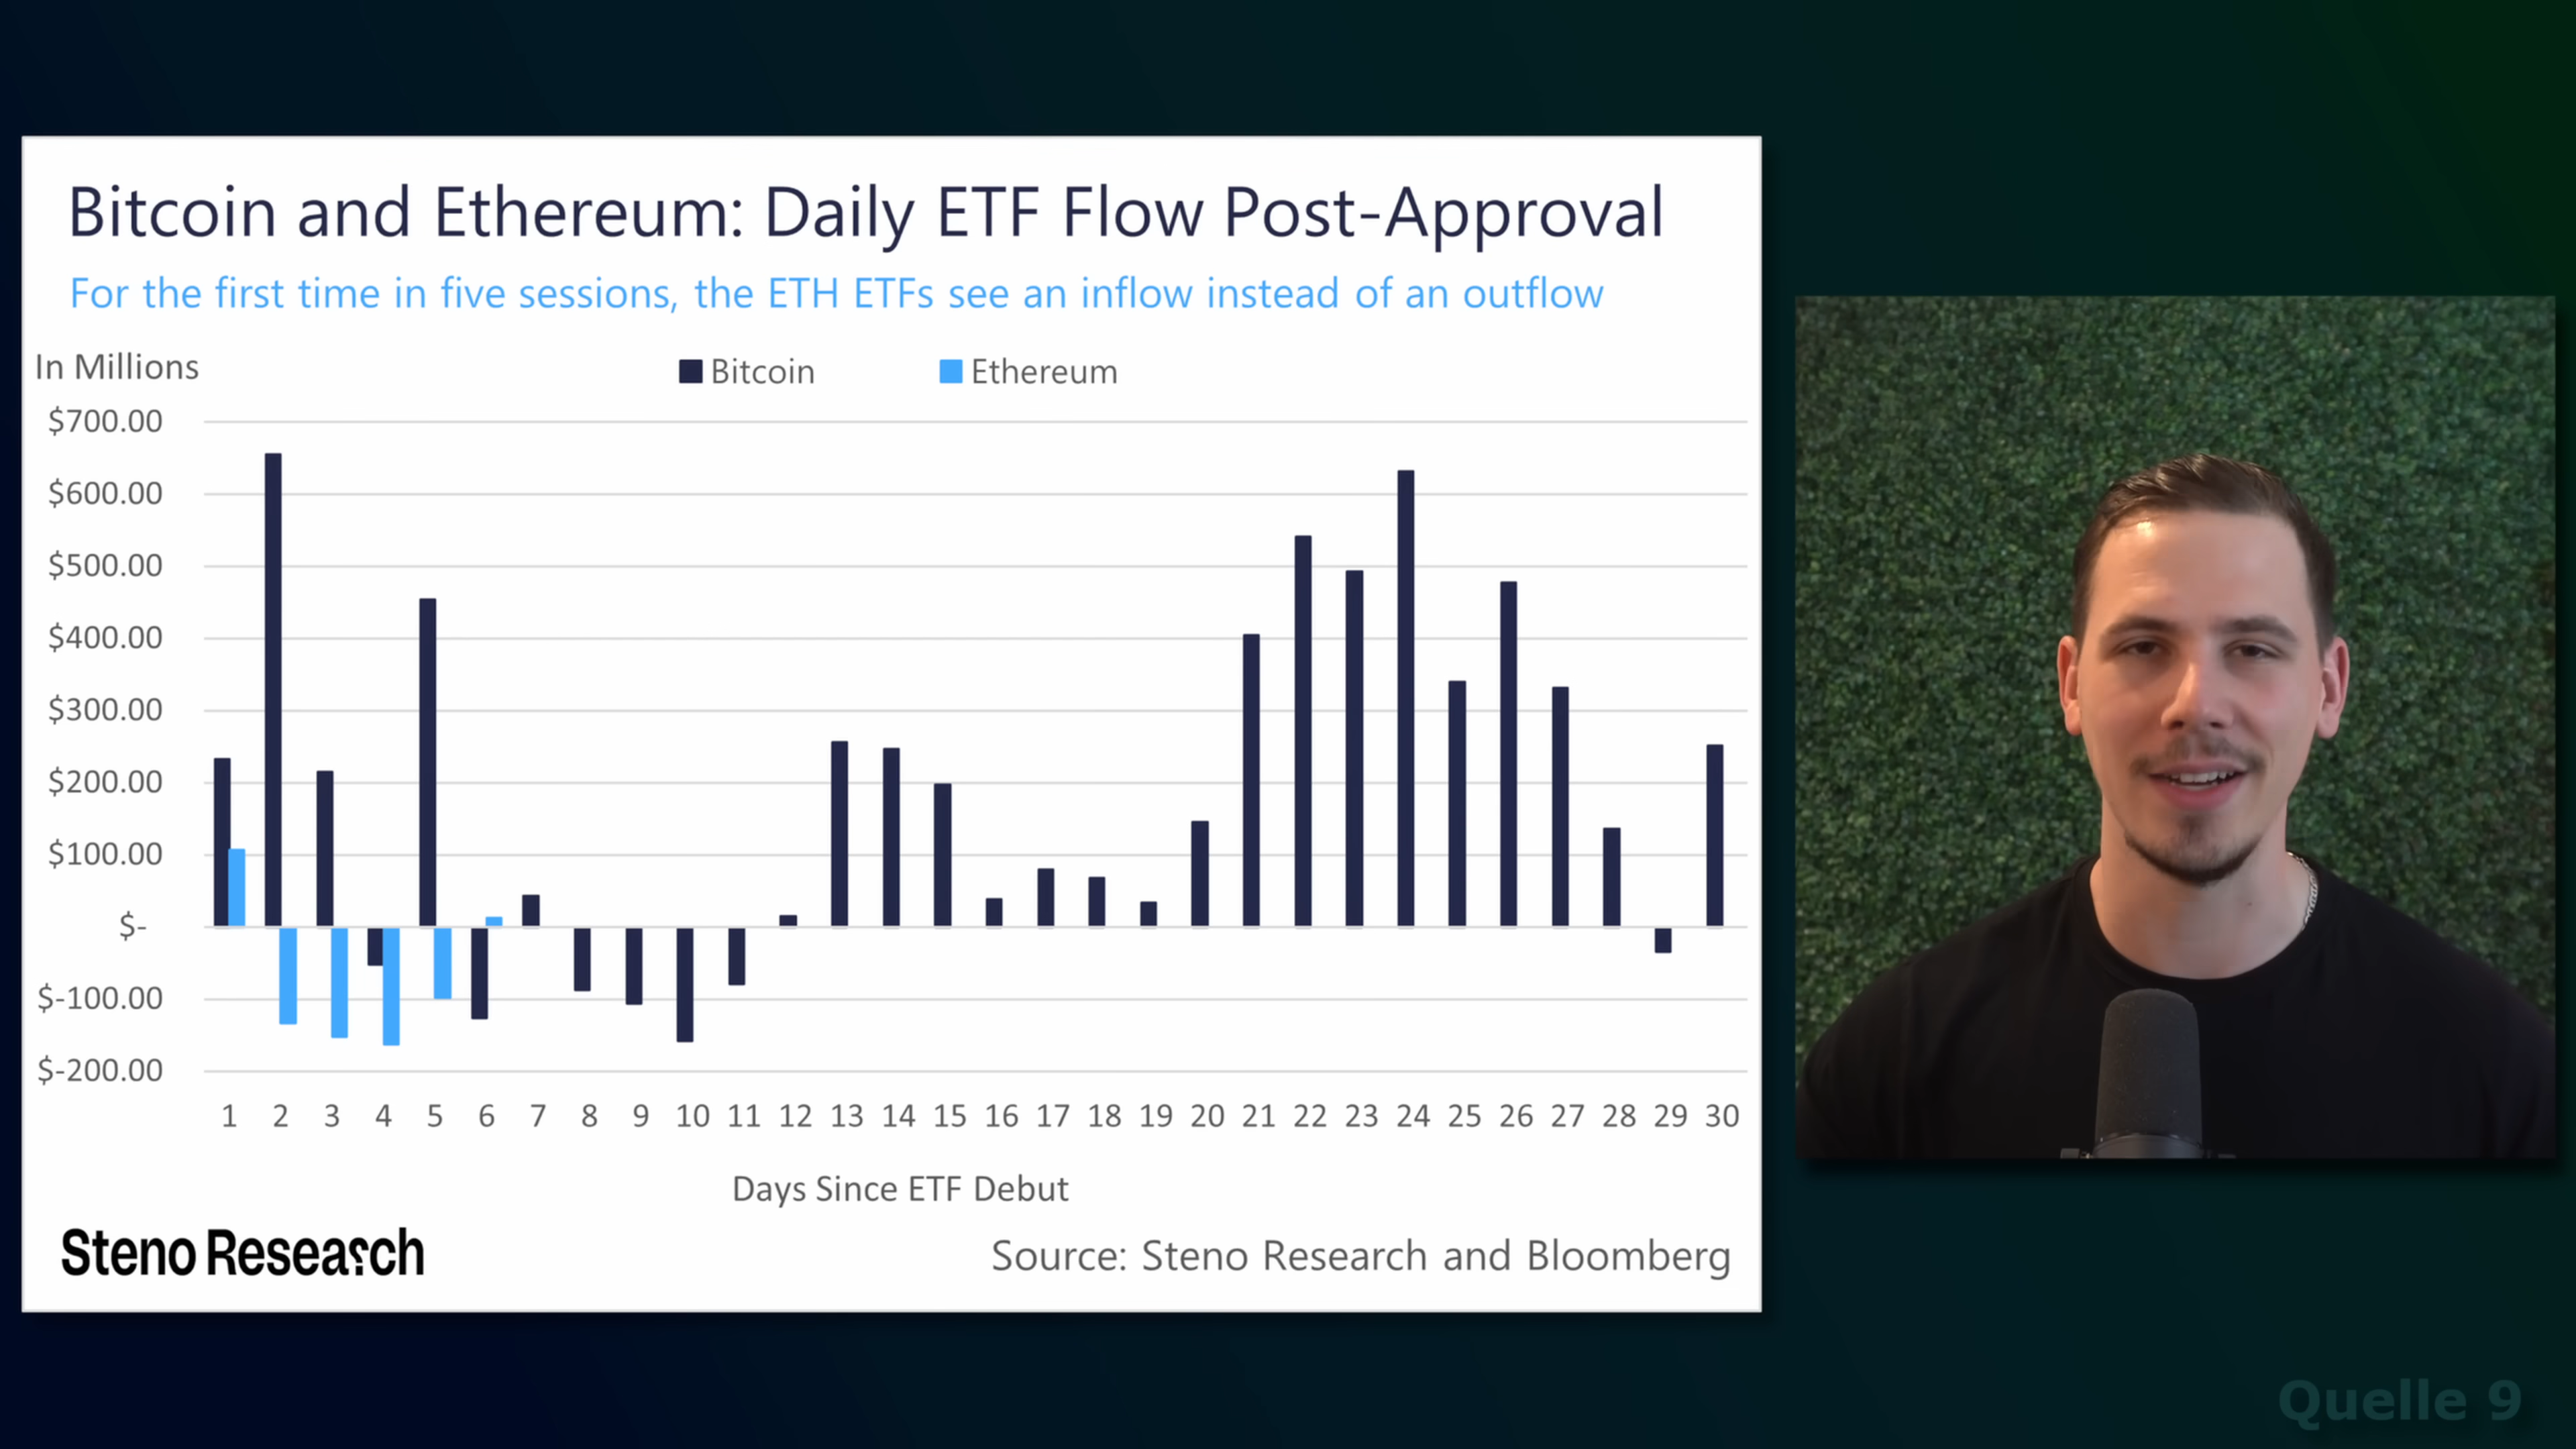 Bitcoin and Ethereum: Daily ETF Flow Post-Approval
For the first time in five sessions, the ETH ETFs see an inflow instead of an outflow
In Millions
Bitcoin
Ethereum
$700.00
$600.00
$500.00
$400.00
$300.00
$200.00
$100.00
$-
$-100.00
$-200.00
1 2 3 4 5 6 7 8 9 10 11 12 13 14 15 16 17 18 19 20 21 22 23 24 25 26 27 28 29 30
Days Since ETF Debut
Steno Research
Source: Steno Research and Bloomberg
Quelle 9